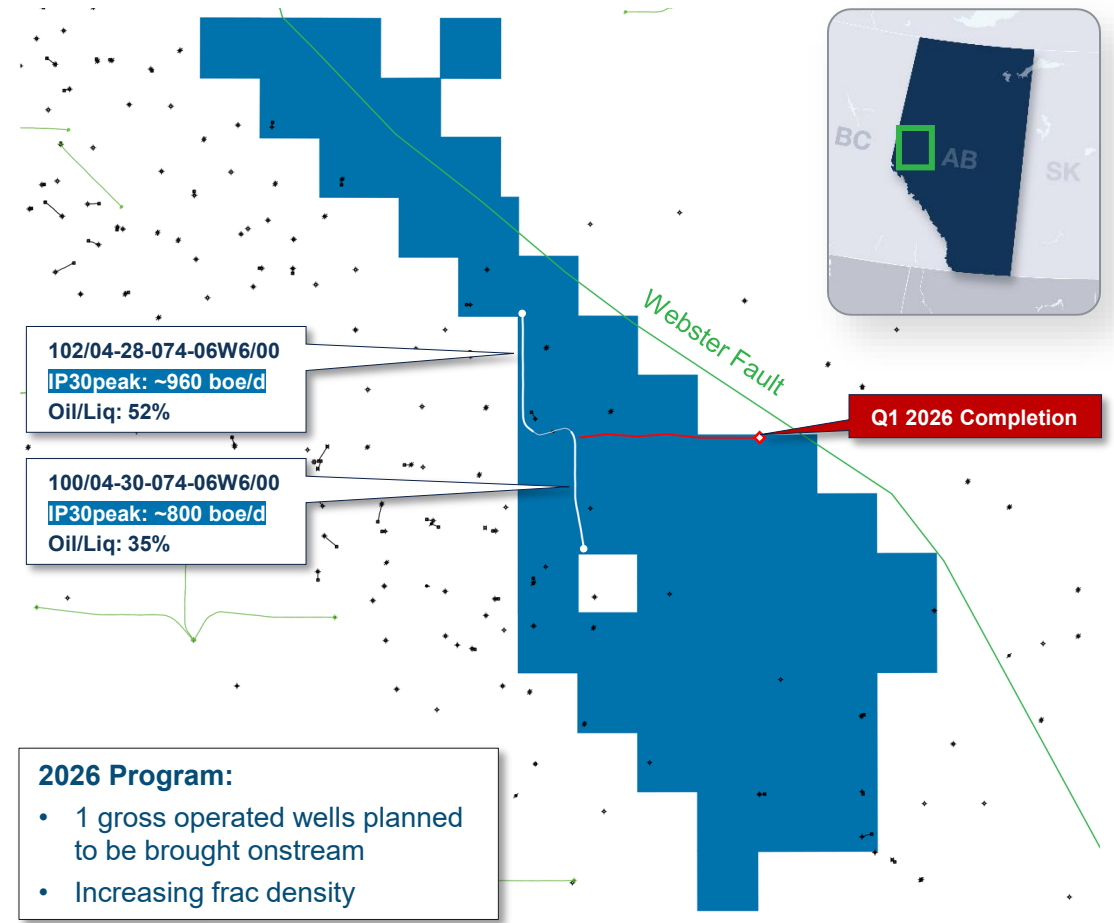 BC
AB
SK
Webster Fault
102/04-28-074-06W6/00
IP30peak: ~960 boe/d
Oil/Liq: 52%
Q1 2026 Completion
100/04-30-074-06W6/00
IP30peak: ~800 boe/d
Oil/Liq: 35%
2026 Program:
• 1 gross operated wells planned
to be brought onstream
• Increasing frac density